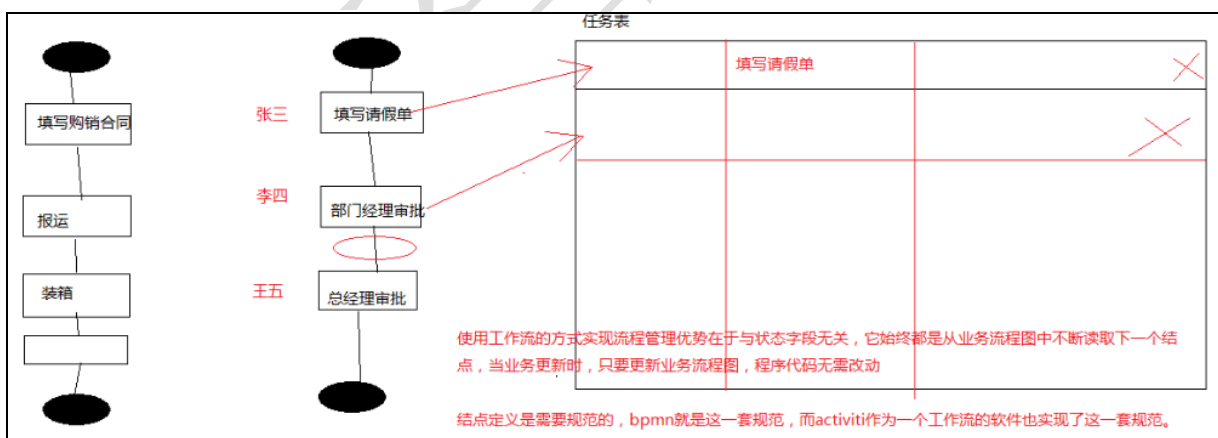 任务表
填写请假单
填写购销合同
张三
填写请假单
李四
部门经理审批
报运
装箱
王五
总经理审批
使用工作流的方式实现流程管理优势在于与状态字段无关，它始终都是从业务流程图中不断读取下一个结
点，当业务更新时，只要更新业务流程图，程序代码无需改动
结点定义是需要规范的，bpmn就是这一套规范，而activiti作为一个工作流的软件也实现了这一套规范。